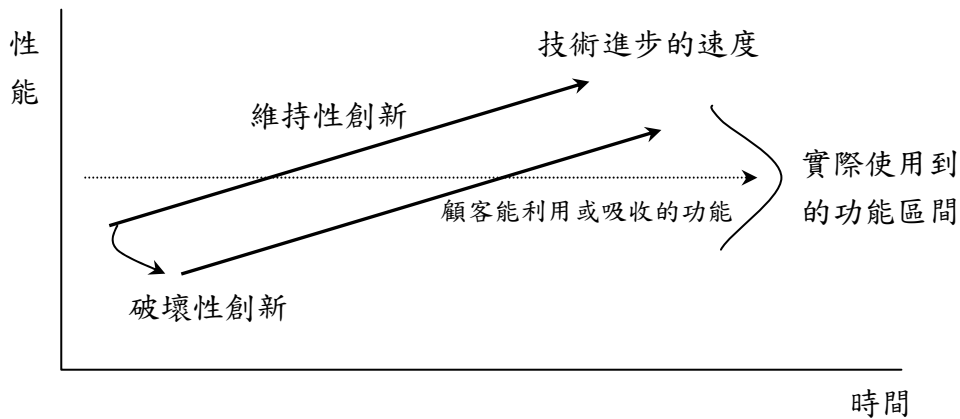 性
能
技術進步的速度
維持性創新
實際使用到
的功能區間
顧客能利用或吸收的功能
破壞性創新
時間